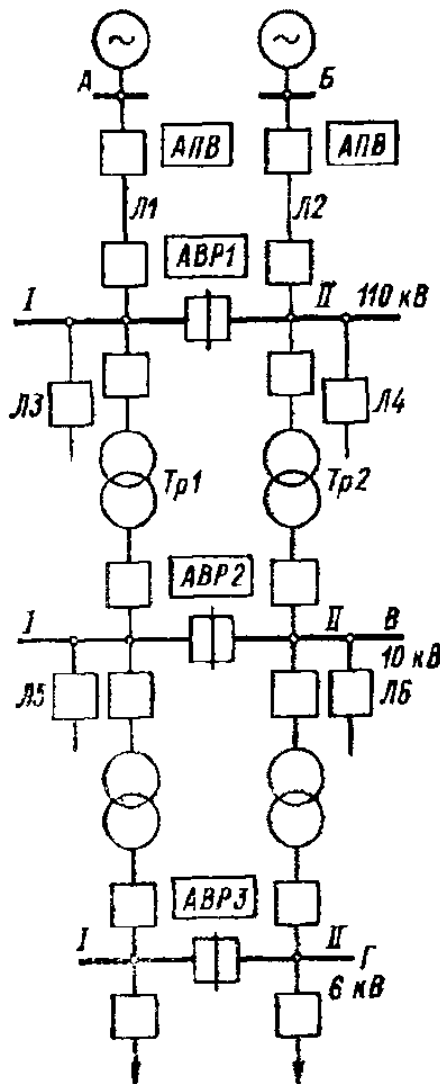 А Б
АПВ АПВ
Л1 Л2
АВР1
I II 110 кВ
Л3 Л4
Тр1 Тр2
АВР2
I II В
10 кВ
Л5 Л6
АВР3
I II Г
6 кВ